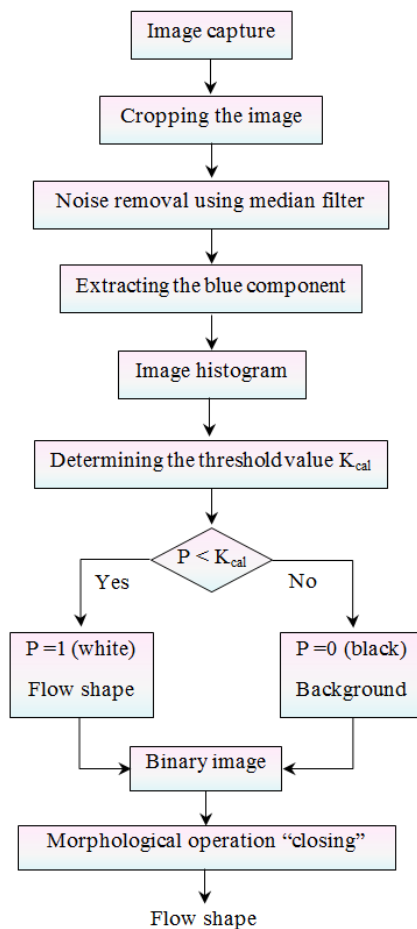 Image capture
Cropping the image
Noise removal using median filter
Extracting the blue component
Image histogram
Determining the threshold value Kcal
P < Kcal
Yes
No
P =1 (white)
Flow shape
P =0 (black)
Background
Binary image
Morphological operation “closing”
Flow shape